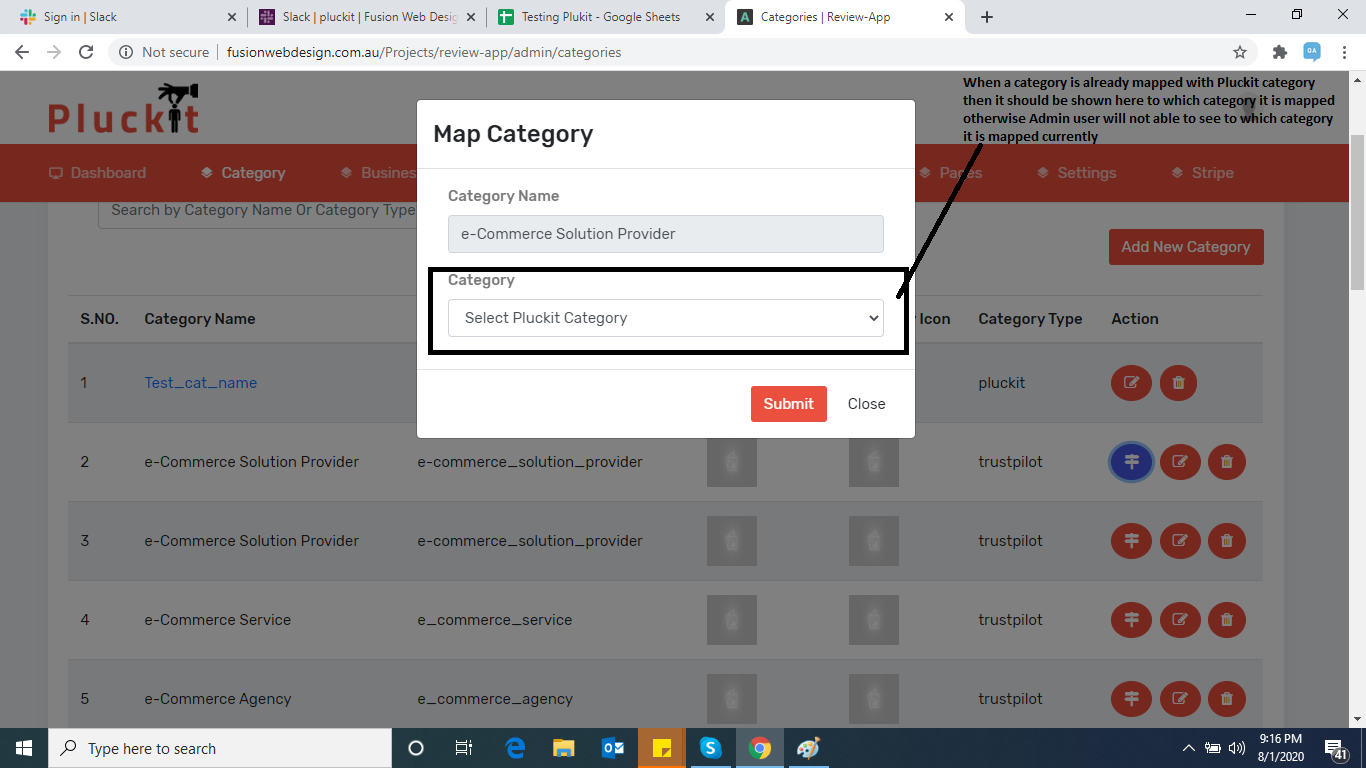 Sign in | Slack
Slack | pluckit | Fusion Web Desig
Testing Plukit - Google Sheets
Categories | Review-App
Not secure | fusionwebdesign.com.au/Projects/review-app/admin/categories
Pluckit
When a category is already mapped with Pluckit category
then it should be shown here to which category it is mapped
otherwise Admin user will not able to see to which category
it is mapped currently
Dashboard
Category
Busines
Pages
Settings
Stripe
Search by Category Name Or Category Type
Add New Category
Map Category
Category Name
e-Commerce Solution Provider
Category
Select Pluckit Category
Submit
Close
S.NO. Category Name Icon Category Type Action
1 Test_cat_name pluckit
2 e-Commerce Solution Provider e-commerce_solution_provider trustpilot
3 e-Commerce Solution Provider e-commerce_solution_provider trustpilot
4 e-Commerce Service e_commerce_service trustpilot
5 e-Commerce Agency e_commerce_agency trustpilot
Type here to search
9:16 PM
8/1/2020
41